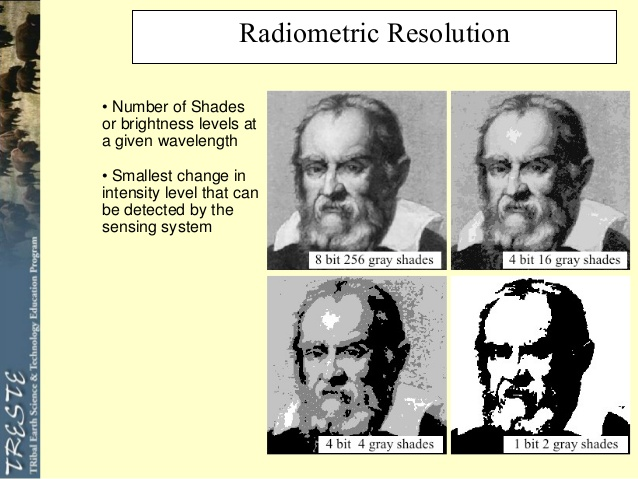 Radiometric Resolution
• Number of Shades
or brightness levels at
a given wavelength
• Smallest change in
intensity level that can
be detected by the
sensing system
8 bit 256 gray shades
4 bit 16 gray shades
4 bit 4 gray shades
1 bit 2 gray shades
TRESTE
TRibal Earth Science & Technology Education Program